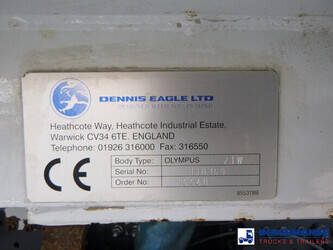 DENNIS EAGLE LTD
Heathcote Way, Heathcote Industrial Estate,
Warwick CV34 6TE. ENGLAND
Telephone: 01926 316000 Fax: 316550
Body Type: OLYMPUS
Serial No:
Order No:
TRUCKS & TRAILERS